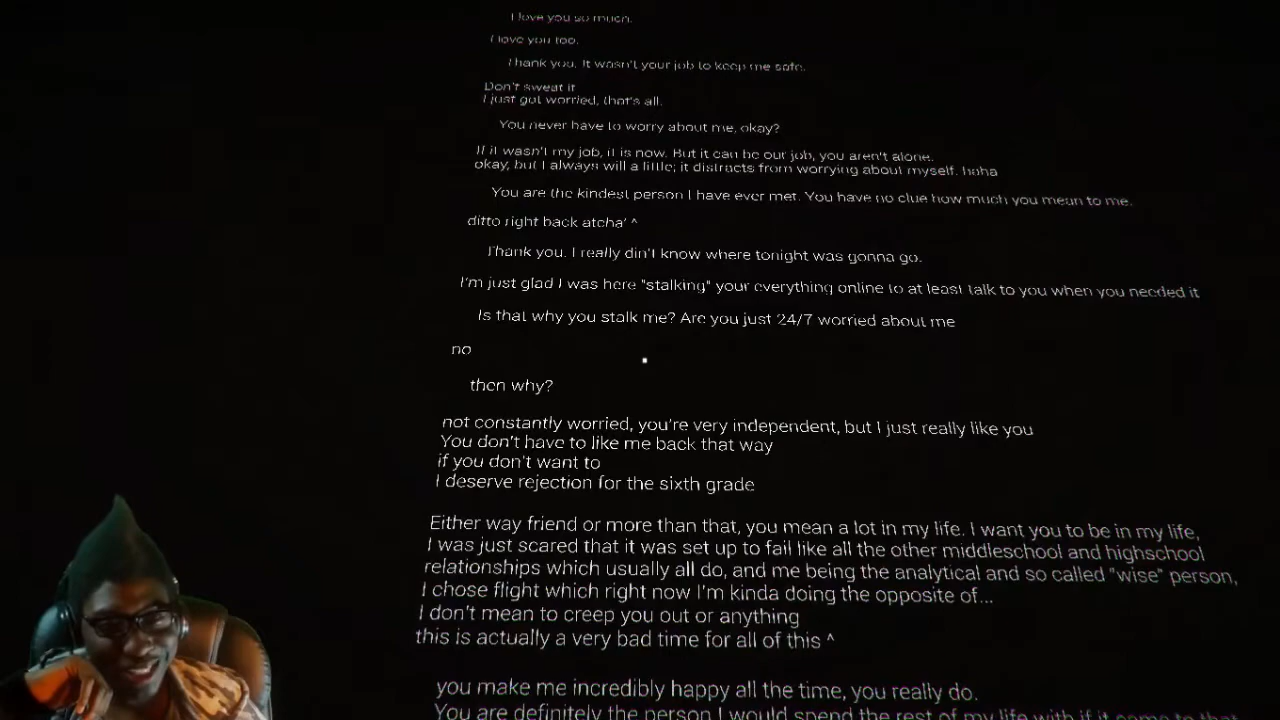 I love you so much.
I love you too.
Thank you. It wasn't your job to keep me safe.
Don't sweat it
I just got worried, that's all.
You never have to worry about me, okay?
If it wasn't my job, it is now. But it can be our job, you aren't alone.
okay, but I always will a little; it distracts from worrying about myself. haha
You are the kindest person I have ever met. You have no clue how much you mean to me.
ditto right back atcha' ^
Thank you. I really din't know where tonight was gonna go.
I'm just glad I was here "stalking" your everything online to at least talk to you when you needed it
Is that why you stalk me? Are you just 24/7 worried about me
no
then why?
not constantly worried, you're very independent, but I just really like you
You don't have to like me back that way
if you don't want to
I deserve rejection for the sixth grade
Either way friend or more than that, you mean a lot in my life. I want you to be in my life,
I was just scared that it was set up to fail like all the other middleschool and highschool
relationships which usually all do, and me being the analytical and so called "wise" person,
I chose flight which right now I'm kinda doing the opposite of...
I don't mean to creep you out or anything
this is actually a very bad time for all of this ^
you make me incredibly happy all the time, you really do.
You are definitely the person I would spend the rest of my life with if it came to that